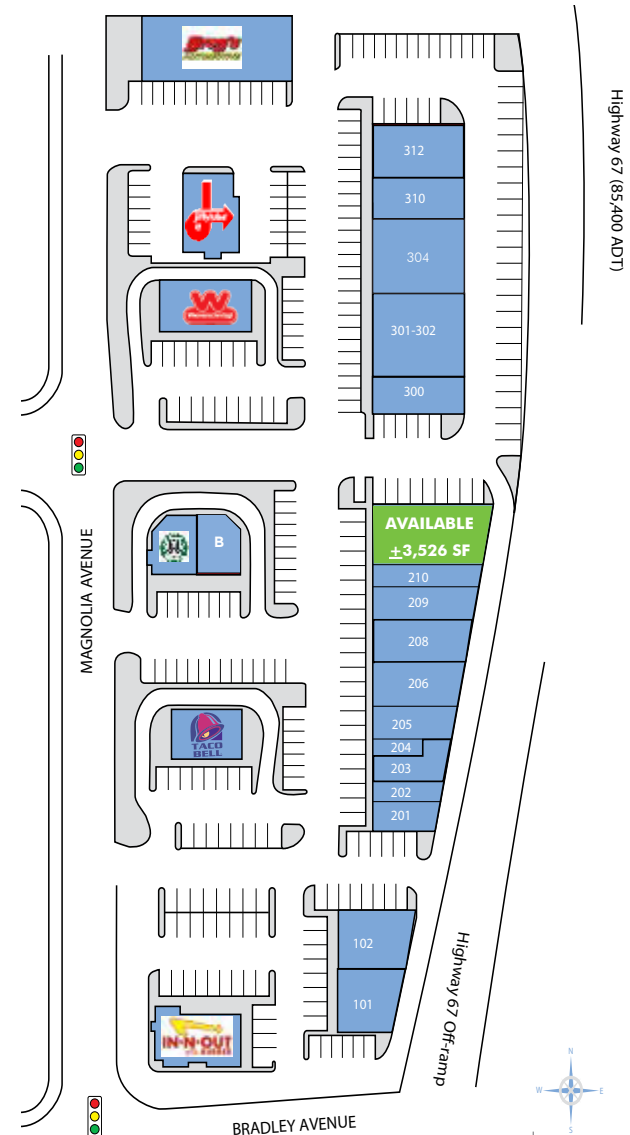 Highway 67 (85,400 ADT)
312
310
304
301-302
300
MAGNOLIA AVENUE
B
AVAILABLE
±3,526 SF
210
209
208
206
205
204
203
202
201
TACO
BELL
102
101
IN-N-OUT
Highway 67 Off-ramp
BRADLEY AVENUE
N
W
E
S